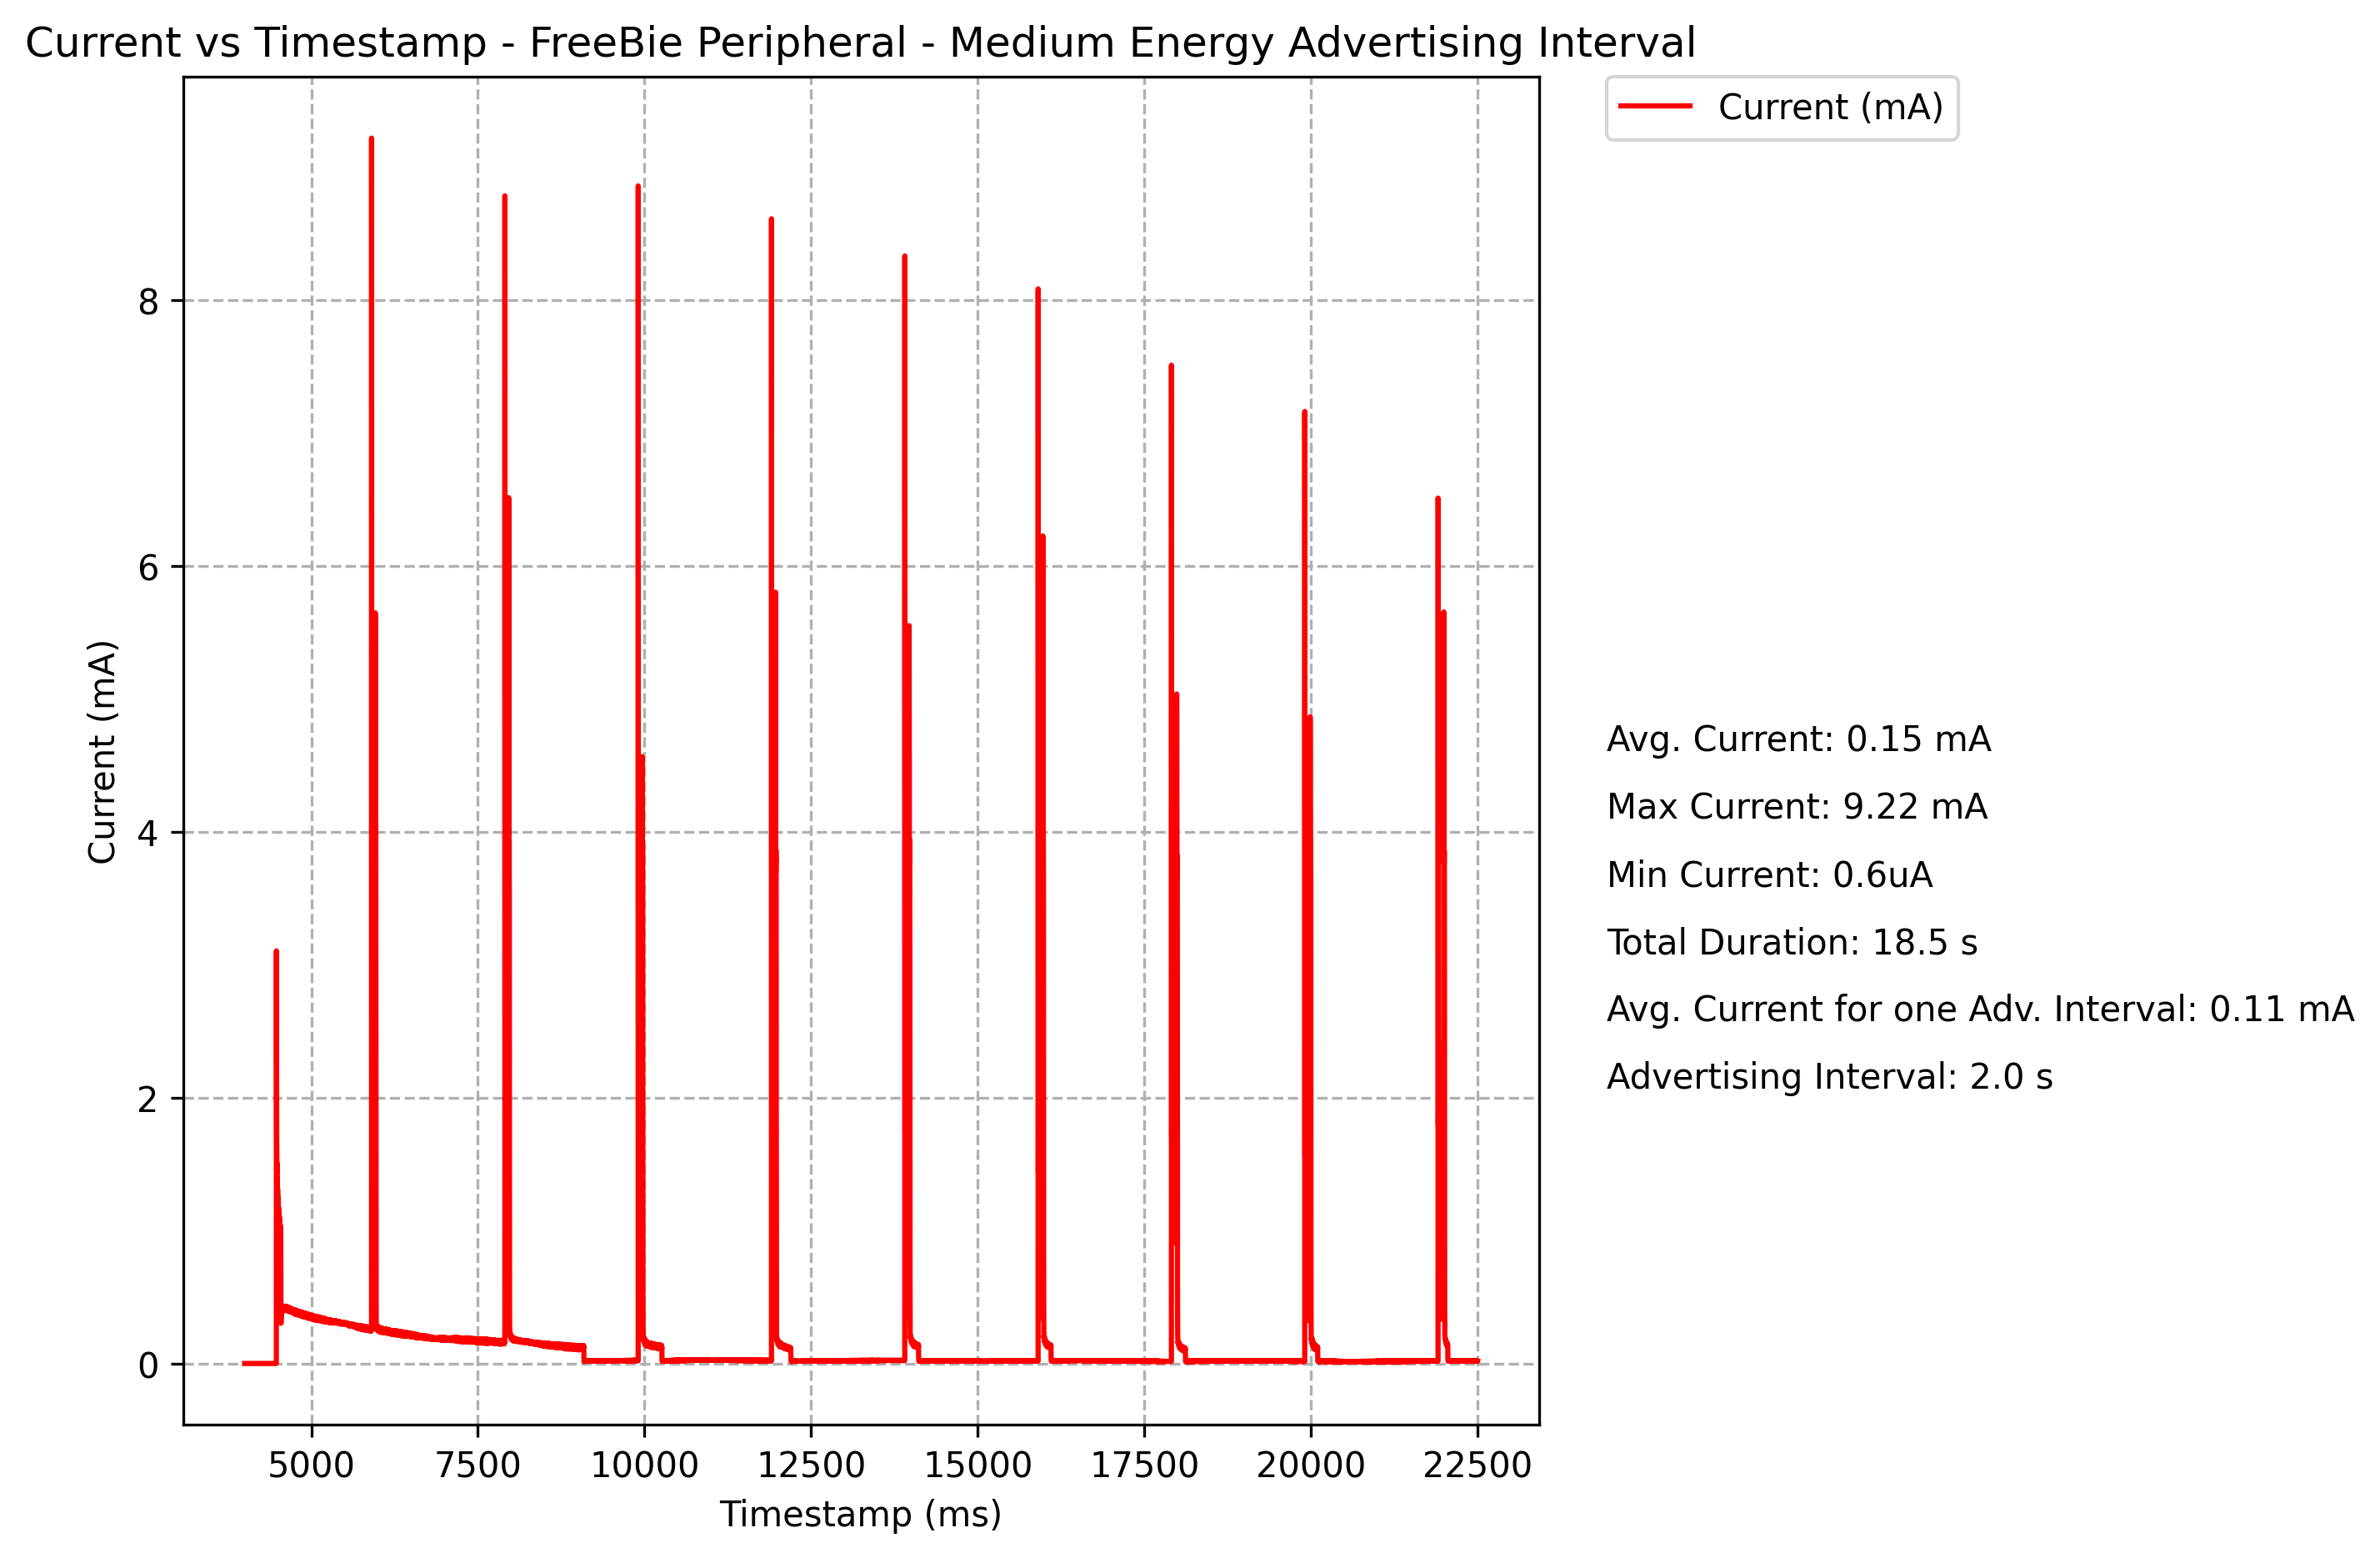 Current vs Timestamp - FreeBie Peripheral - Medium Energy Advertising Interval
Current (mA)
8
6
4
2
0
Current (mA)
5000 7500 10000 12500 15000 17500 20000 22500
Timestamp (ms)
Avg. Current: 0.15 mA
Max Current: 9.22 mA
Min Current: 0.6uA
Total Duration: 18.5 s
Avg. Current for one Adv. Interval: 0.11 mA
Advertising Interval: 2.0 s